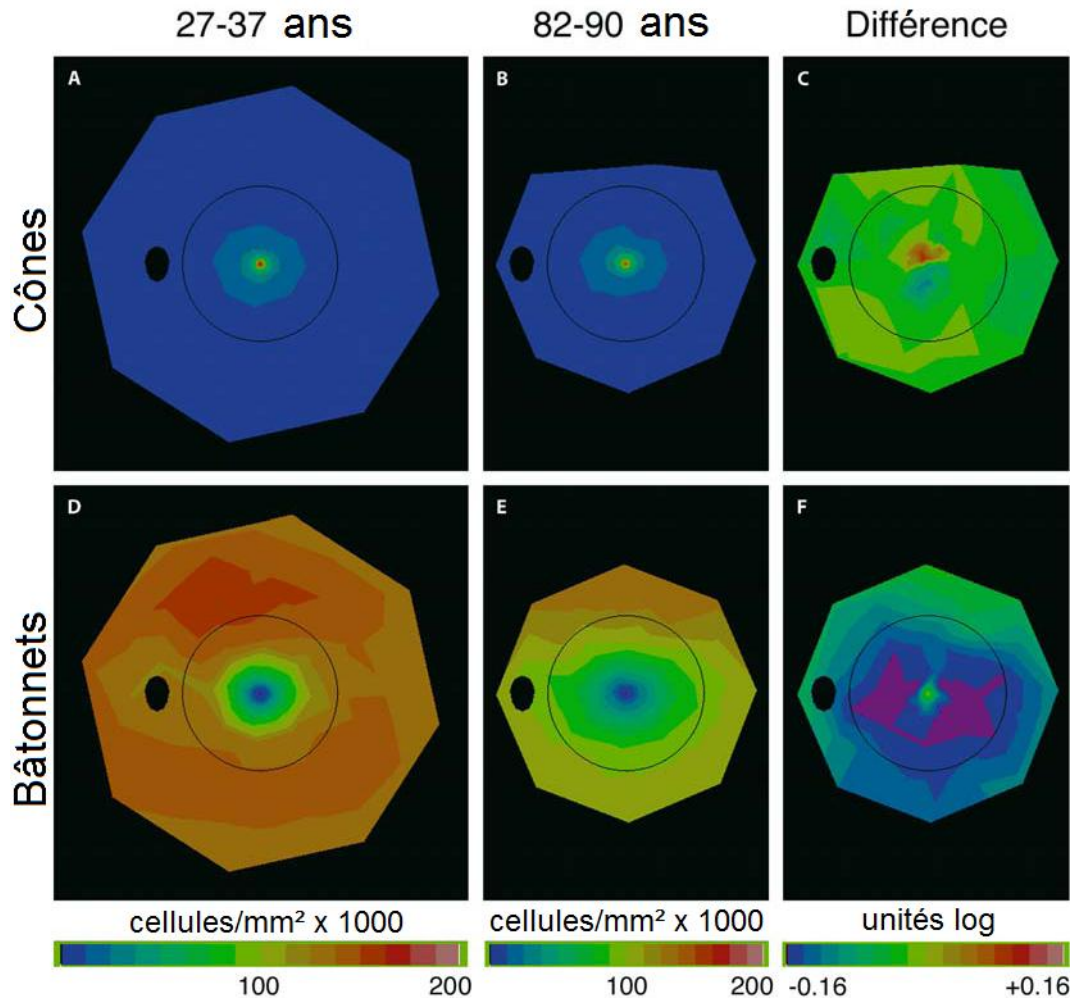 27-37 ans
82-90 ans
Différence
Cônes
A
B
C
Bâtonnets
D
E
F
cellules/mm² x 1000
cellules/mm² x 1000
unités log
100
200
100
200
-0.16
+0.16